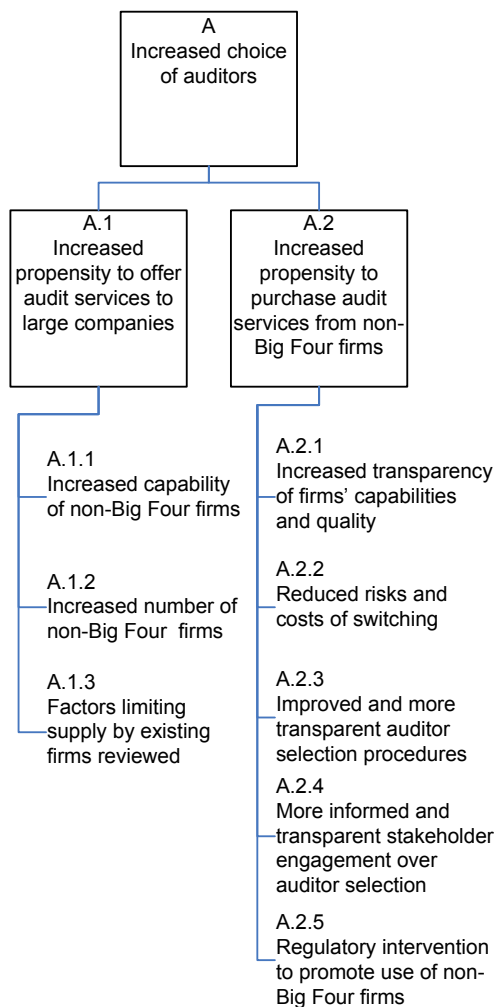 A
Increased choice
of auditors
A.1
Increased
propensity to offer
audit services to
large companies
A.2
Increased
propensity to
purchase audit
services from non-
Big Four firms
A.1.1
Increased capability
of non-Big Four firms
A.1.2
Increased number of
non-Big Four firms
A.1.3
Factors limiting
supply by existing
firms reviewed
A.2.1
Increased transparency
of firms’ capabilities
and quality
A.2.2
Reduced risks and
costs of switching
A.2.3
Improved and more
transparent auditor
selection procedures
A.2.4
More informed and
transparent stakeholder
engagement over
auditor selection
A.2.5
Regulatory intervention
to promote use of non-
Big Four firms